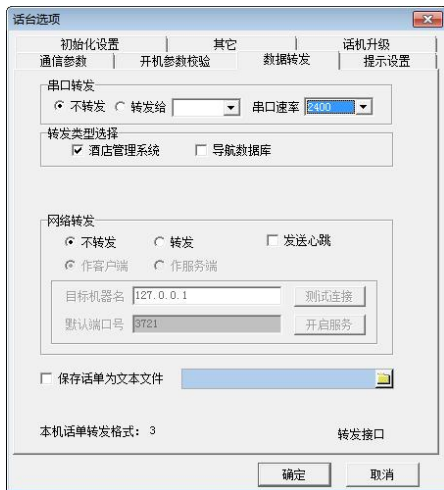 话台选项
初始化设置 其它 话机升级
通信参数 开机参数校验 数据转发 提示设置
串口转发
不转发 转发给 串口速率 2400
转发类型选择
酒店管理系统 导航数据库
网络转发
不转发 转发 发送心跳
作客户端 作服务端
目标机器名 127.0.0.1 测试连接
默认端口号 3721 开启服务
保存话单为文本文件
本机话单转发格式: 3 转发接口
确定 取消